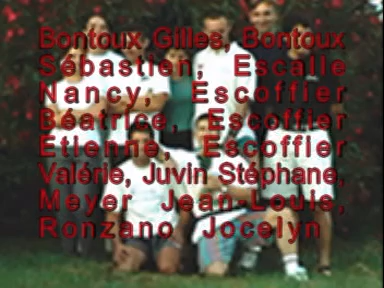 Bontoux Gilles, Bontoux
Sébastien, Escalle
Nancy, Escoffier
Béatrice, Escoffier
Etienne, Escoffier
Valérie, Juvin Stéphane,
Meyer Jean-Louis,
Ronzano Jocelyn